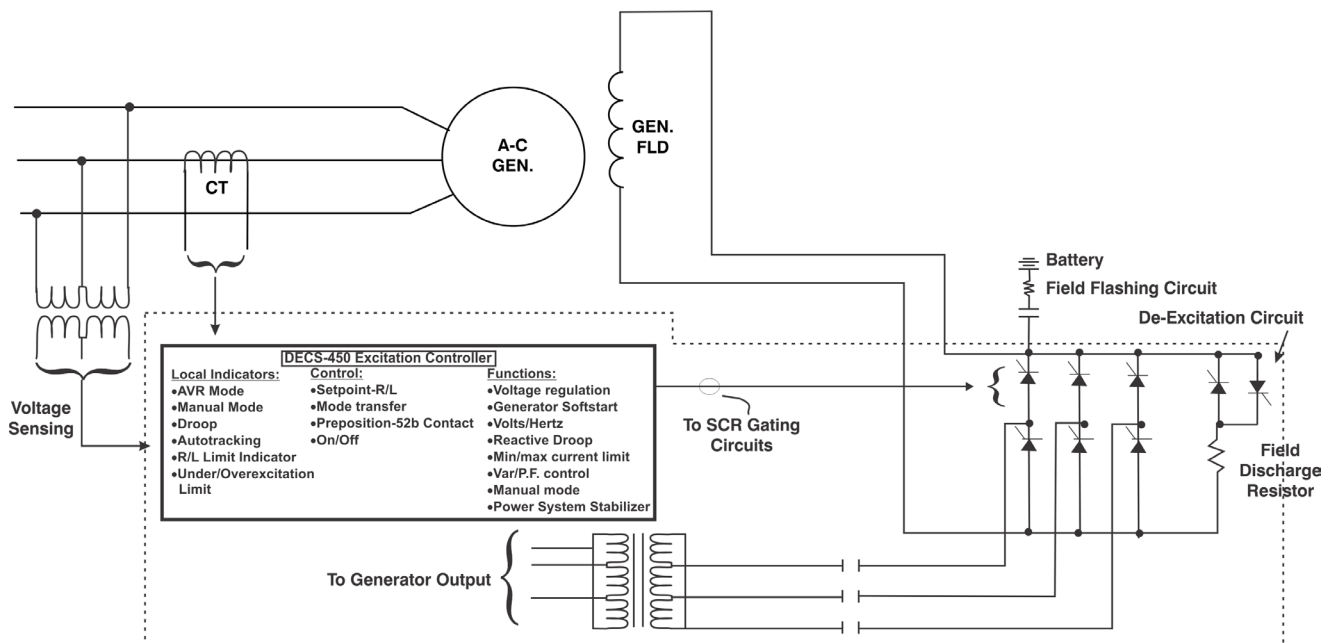 A-C
GEN.
GEN.
FLD
CT
Battery
Field Flashing Circuit
De-Excitation Circuit
Voltage
Sensing
DECS-450 Excitation Controller
Local Indicators:
•AVR Mode
•Manual Mode
•Droop
•Autotracking
•R/L Limit Indicator
•Under/Overexcitation
Limit
Control:
•Setpoint-R/L
•Mode transfer
•Preposition-52b Contact
•On/Off
Functions:
•Voltage regulation
•Generator Softstart
•Volts/Hertz
•Reactive Droop
•Min/max current limit
•Var/P.F. control
•Manual mode
•Power System Stabilizer
To SCR Gating
Circuits
Field
Discharge
Resistor
To Generator Output